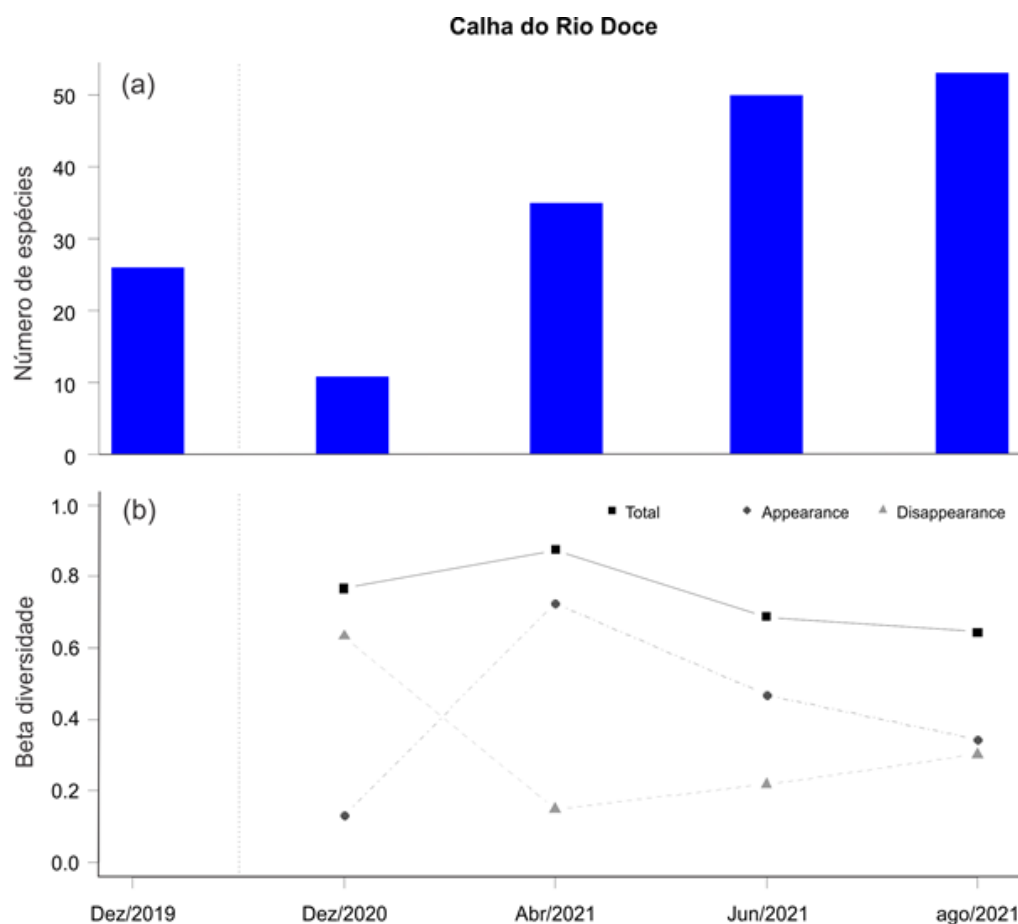 Calha do Rio Doce
(a)
Número de espécies
50
40
30
20
10
0
(b)
Total
Appearance
Disappearance
Beta diversidade
1.0
0.8
0.6
0.4
0.2
0.0
Dez/2019 Dez/2020 Abr/2021 Jun/2021 ago/2021